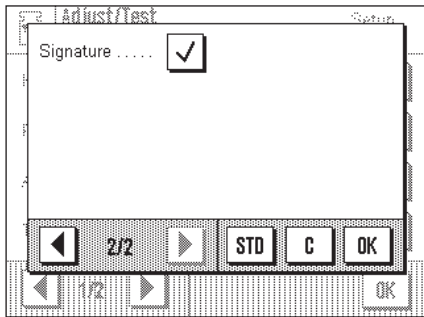 Adjust/Test Setup
Signature .....
2/2 STD C OK
1/2 OK